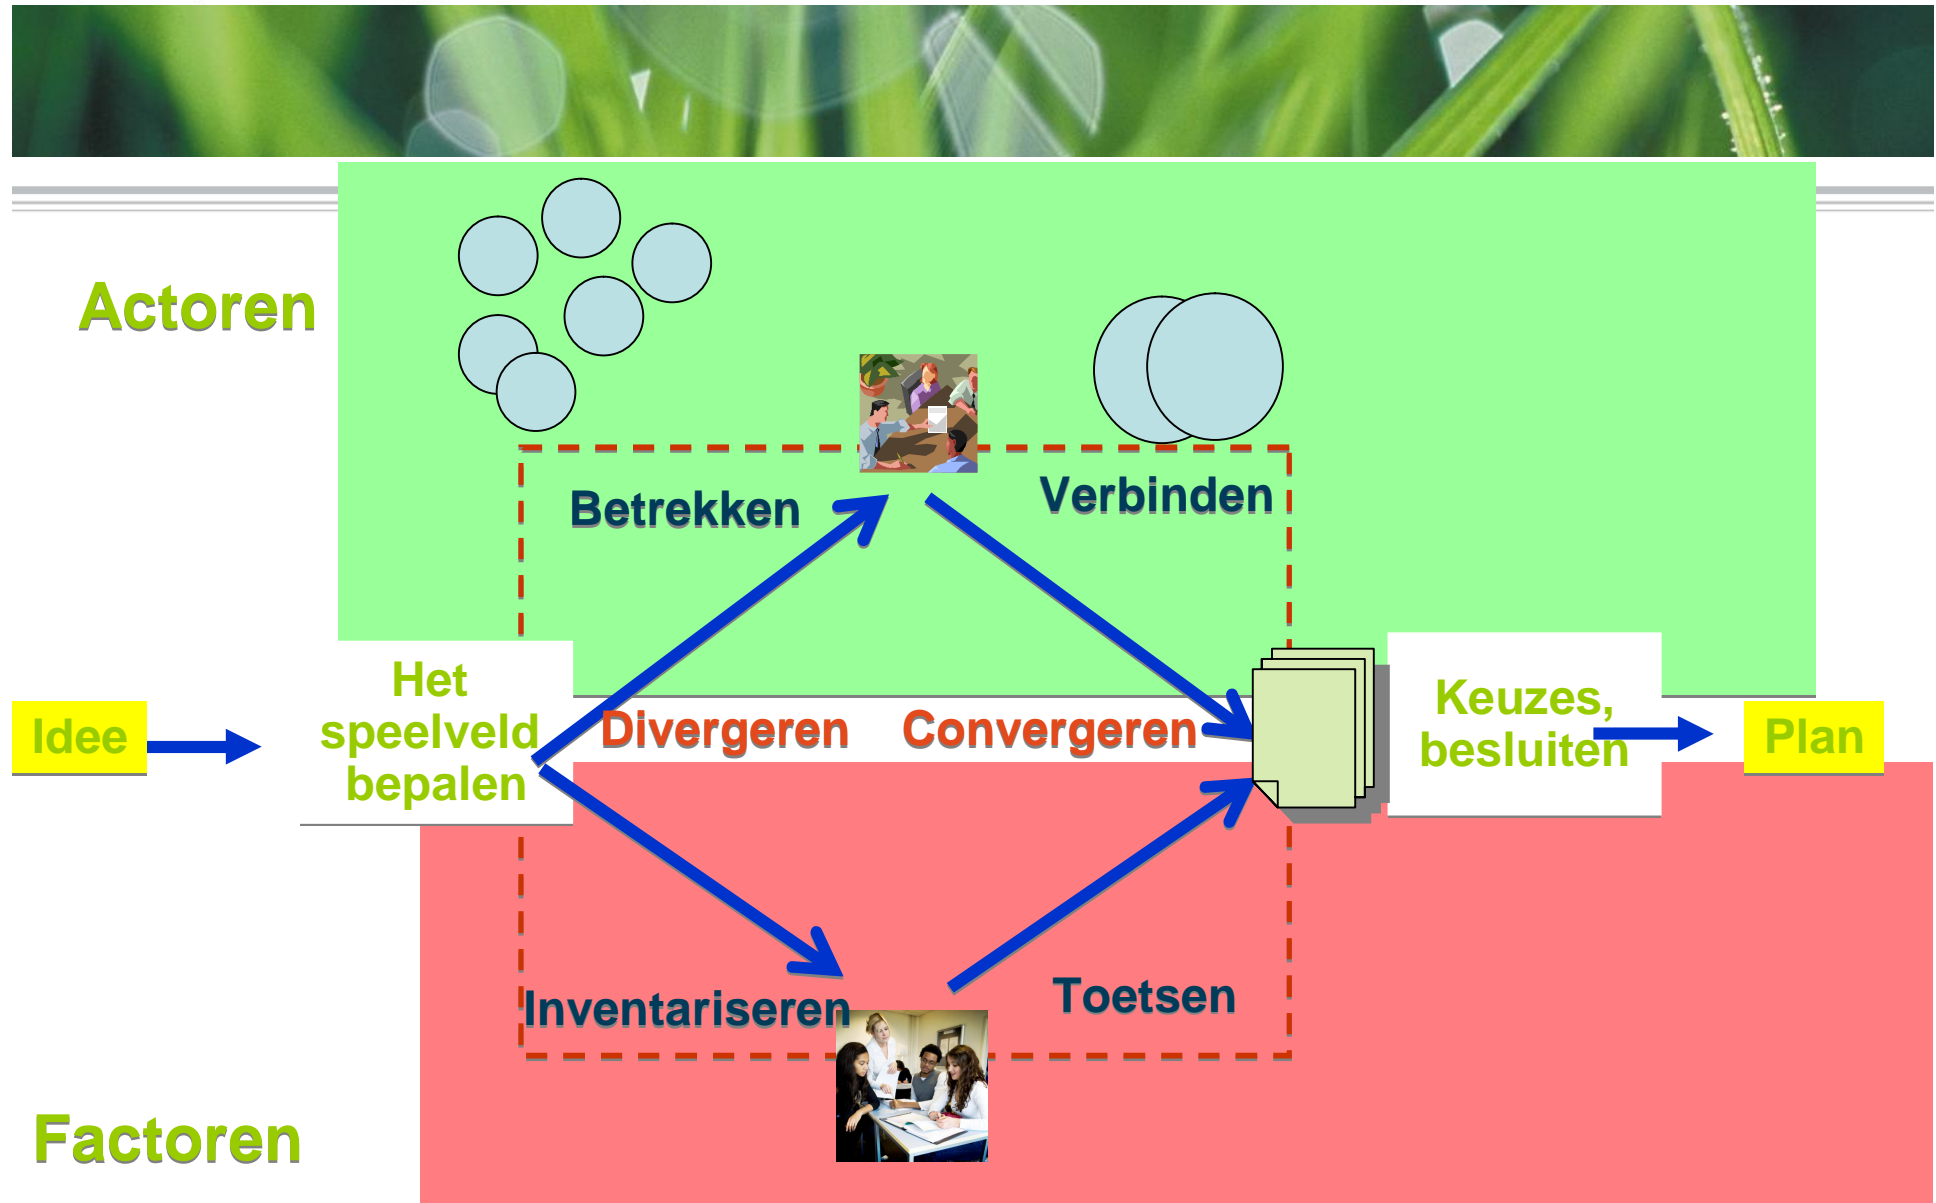 Actoren
Betrekken
Verbinden
Het
speelveld
bepalen
Idee
Divergeren
Convergeren
Keuzes,
besluiten
Plan
Inventariseren
Toetsen
Factoren